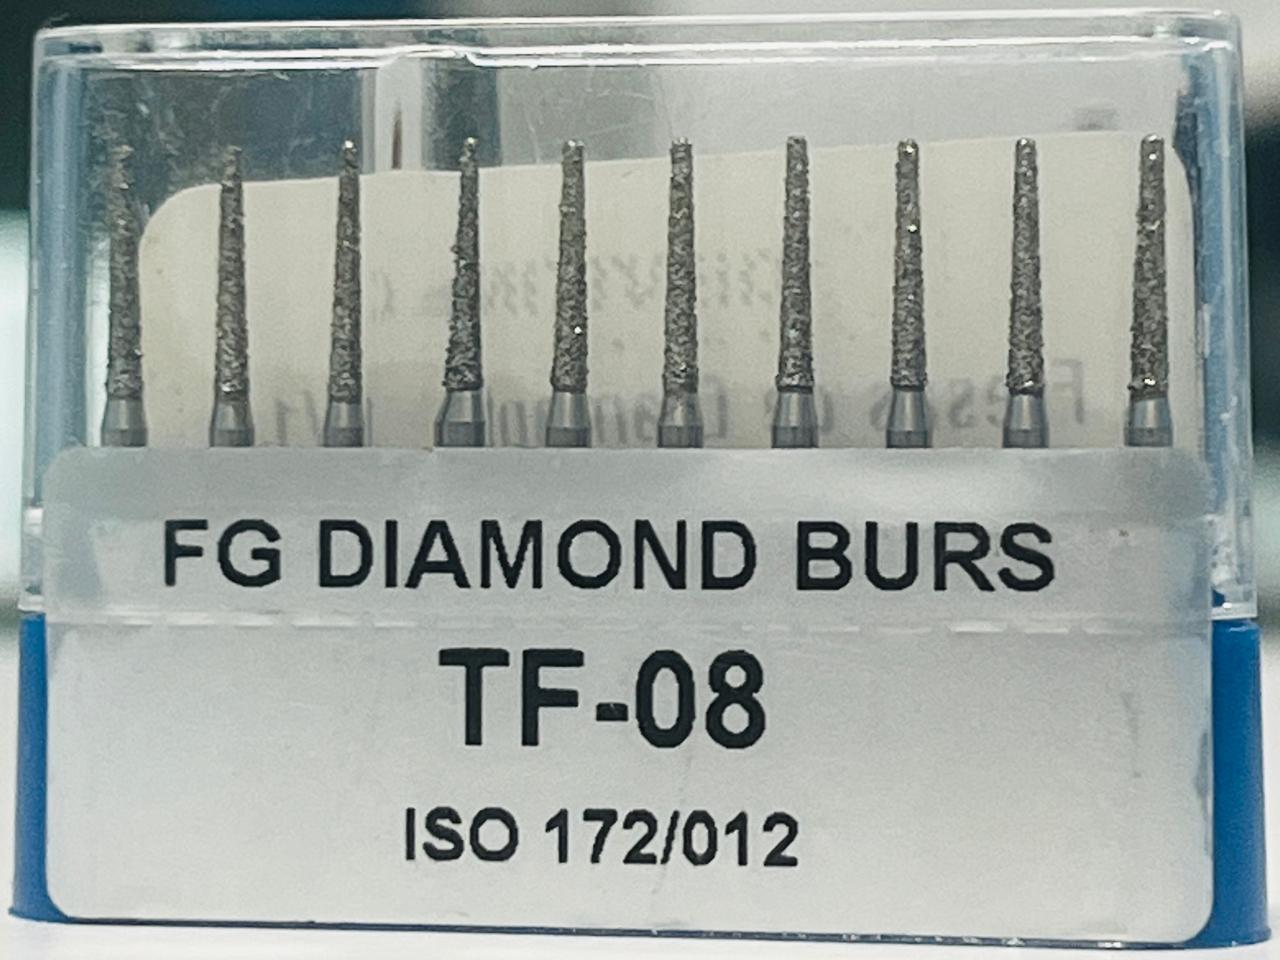 FG DIAMOND BURS
TF-08
ISO 172/012